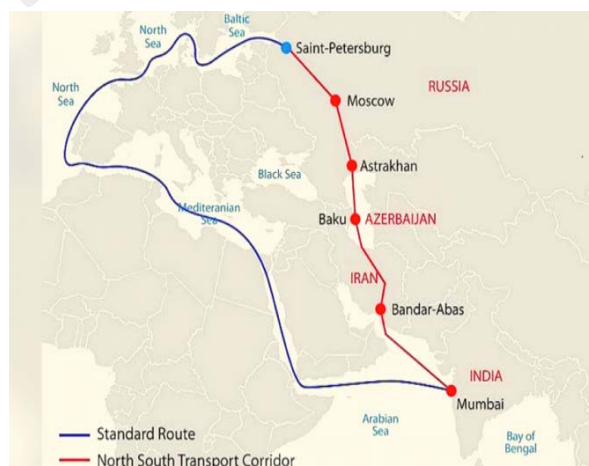 Baltic
Sea
North
Sea
Saint-Petersburg
North
Sea
RUSSIA
Moscow
Astrakhan
Black Sea
Mediteranian
Sea
Baku
AZERBAIJAN
IRAN
Bandar-Abas
INDIA
Mumbai
Arabian
Sea
Bay of
Bengal
Standard Route
North South Transport Corridor